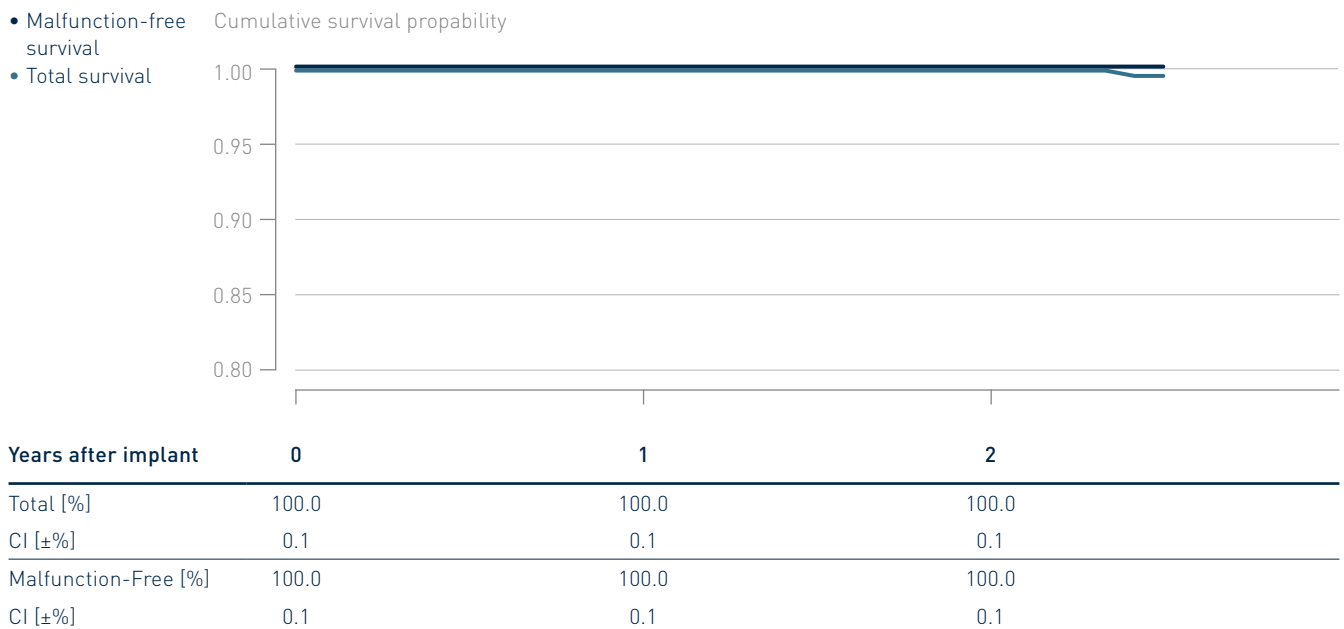 • Malfunction-free survival
• Total survival
Cumulative survival propability
1.00
0.95
0.90
0.85
0.80
Years after implant 0 1 2
Total [%] 100.0 100.0 100.0
CI [±%] 0.1 0.1 0.1
Malfunction-Free [%] 100.0 100.0 100.0
CI [±%] 0.1 0.1 0.1